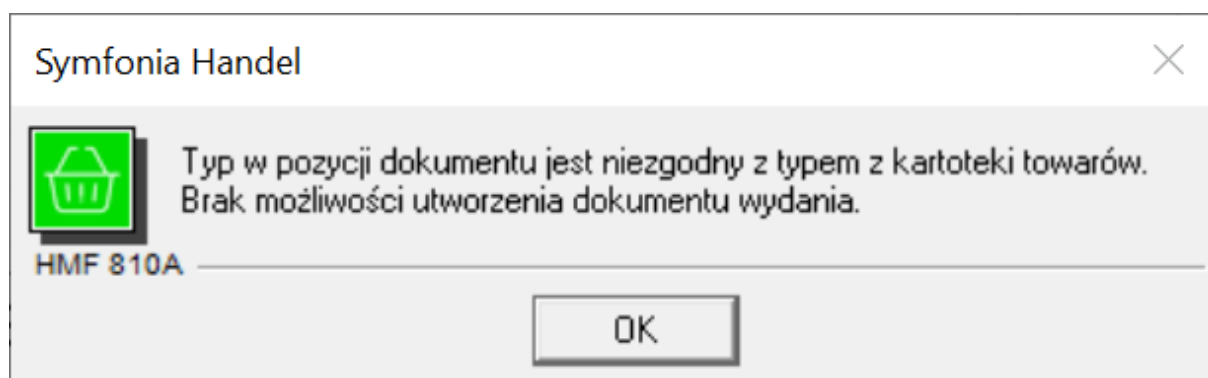 Symfonia Handel
Typ w pozycji dokumentu jest niezgodny z typem z kartoteki towarów.
Brak możliwości utworzenia dokumentu wydania.
HMF 810A
OK